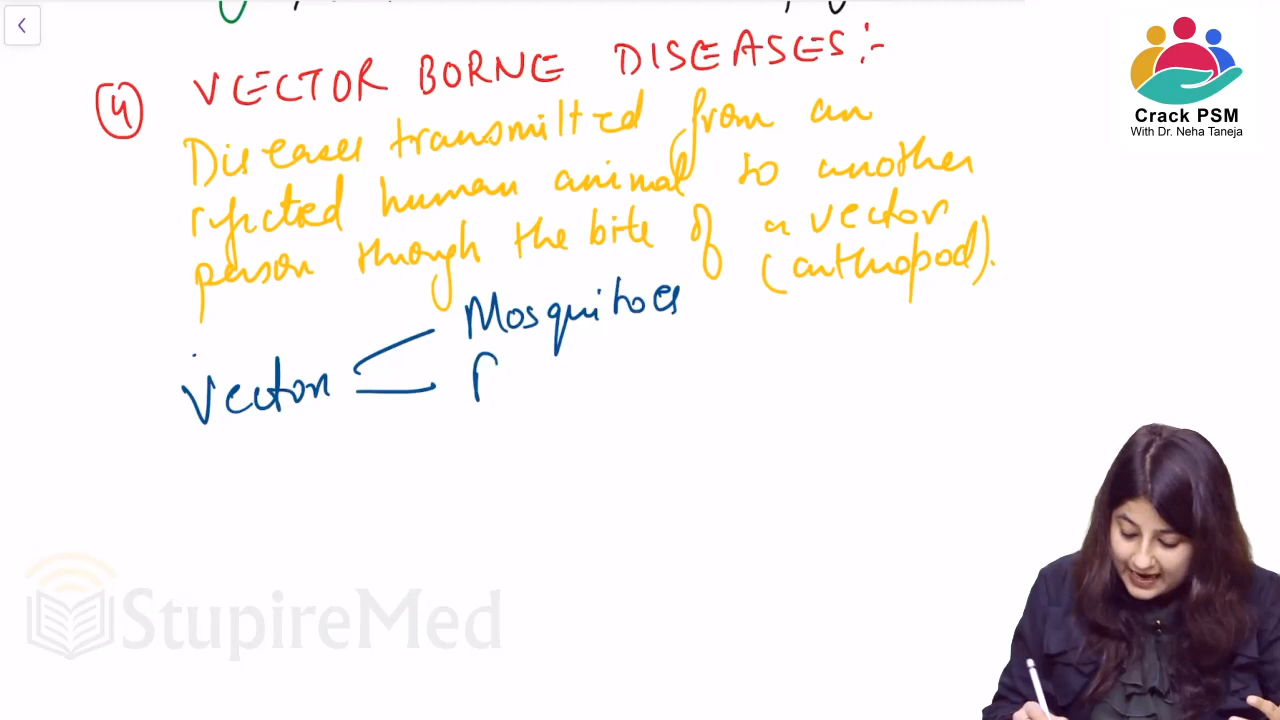 ④ VECTOR BORNE DISEASES:-
Diseases transmitted from an
infected human animal to another
person through the bite of a vector
(arthropod).
Vector Mosquitoes
Crack PSM
With Dr. Neha Taneja
StupireMed